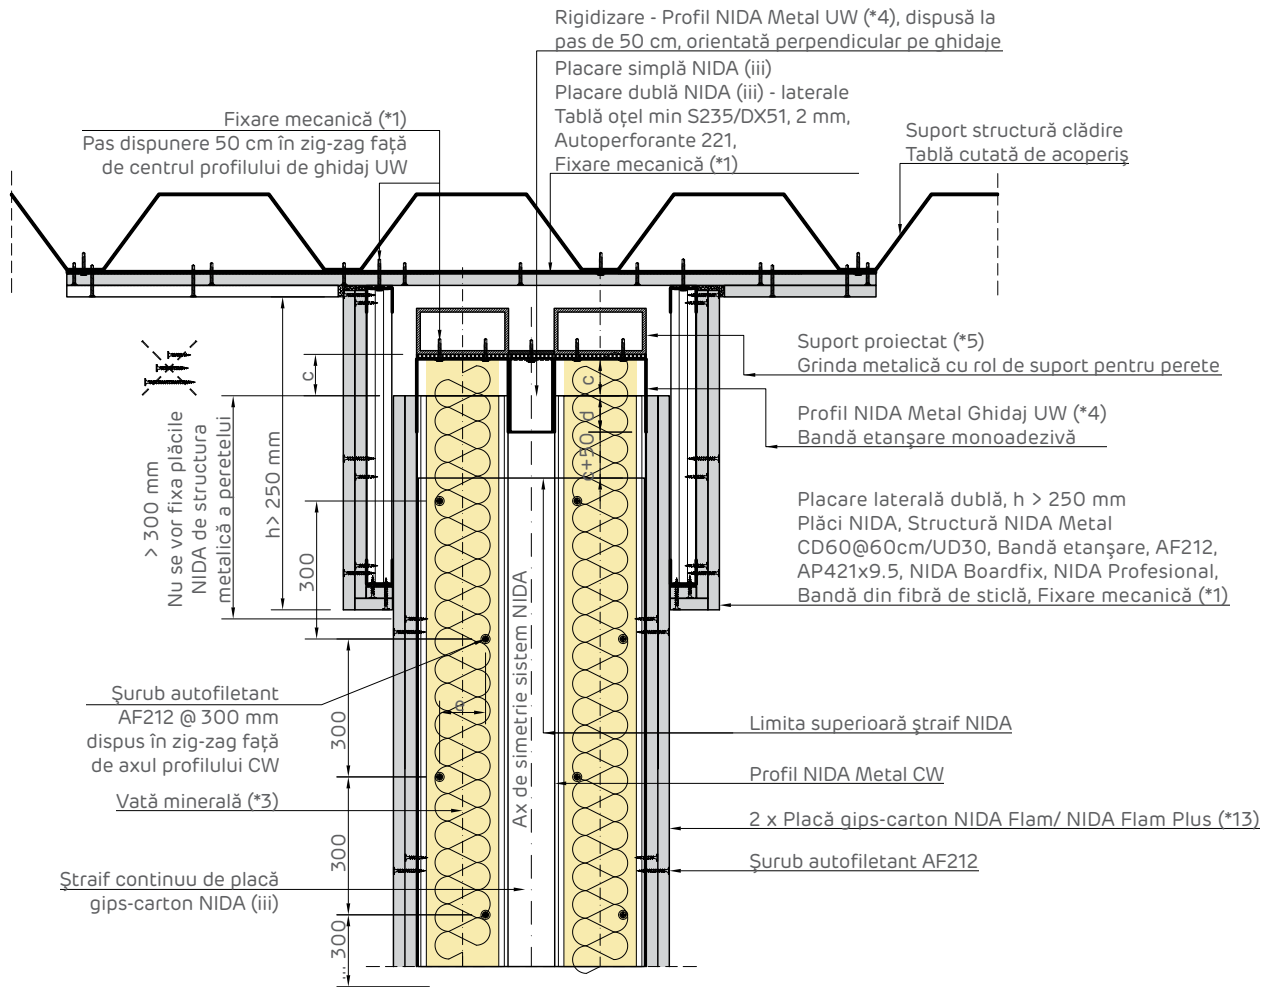 Rigidizare - Profil NIDA Metal UW (*4), dispusă la
pas de 50 cm, orientată perpendicular pe ghidaje
Placare simplă NIDA (iii)
Placare dublă NIDA (iii) - laterale
Tablă oțel min S235/DX51, 2 mm,
Autoperforante 221,
Fixare mecanică (*1)
Fixare mecanică (*1)
Pas dispunere 50 cm în zig-zag față
de centrul profilului de ghidaj UW
Suport structură clădire
Tablă cutată de acoperiş
Suport proiectat (*5)
Grinda metalică cu rol de suport pentru perete
Profil NIDA Metal Ghidaj UW (*4)
Bandă etanşare monoadezivă
Placare laterală dublă, h > 250 mm
Plăci NIDA, Structură NIDA Metal
CD60@60cm/UD30, Bandă etanşare, AF212,
AP421x9.5, NIDA Boardfix, NIDA Profesional,
Bandă din fibră de sticlă, Fixare mecanică (*1)
> 300 mm
Nu se vor fixa plăcile
NIDA de structura
metalică a peretelui
h> 250 mm
c
c
d
c+50
300
300
300
... 300
Ax de simetrie sistem NIDA
Şurub autofiletant
AF212 @ 300 mm
dispus în zig-zag față
de axul profilului CW
Vată minerală (*3)
Ştraif continuu de placă
gips-carton NIDA (iii)
Limita superioară ştraif NIDA
Profil NIDA Metal CW
2 x Placă gips-carton NIDA Flam/ NIDA Flam Plus (*13)
Şurub autofiletant AF212